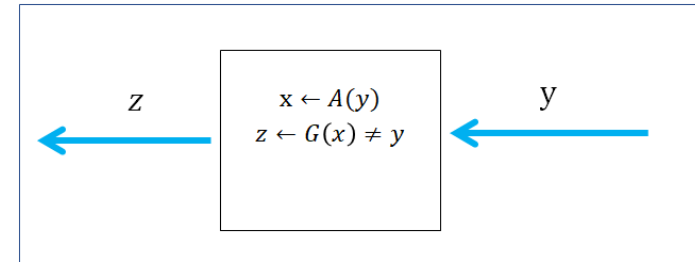 z
x ← A(y)
z ← G(x) ≠ y
y